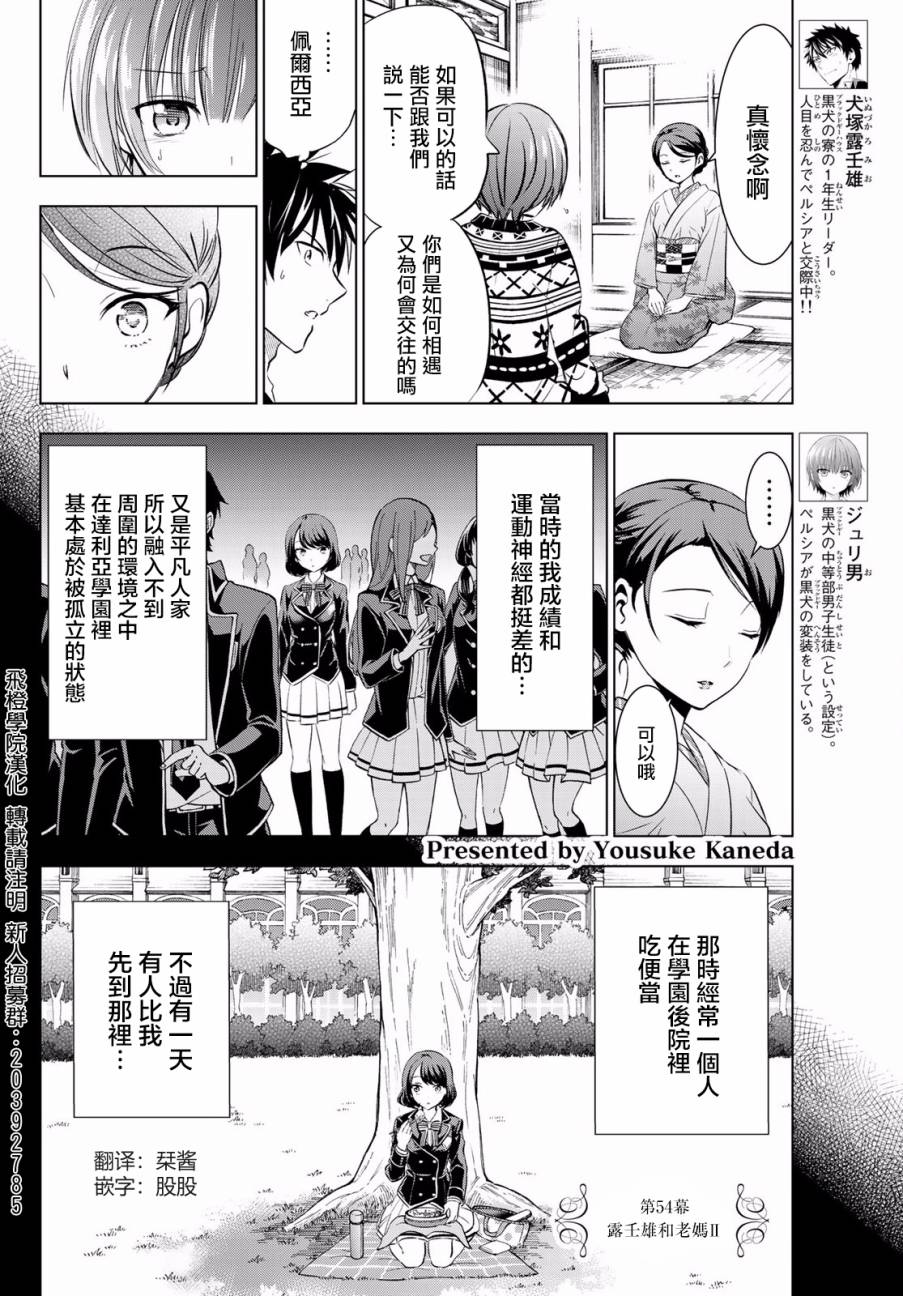 真懷念啊
如果可以的話
能否跟我們
說一下…
你們是如何相遇
又為何會交往的嗎
……
佩爾西亞
犬塚露壬雄
いぬづか ろみお
黒犬の寮の1年生リーダー。
人目を忍んでペルシアと交際中!!
……
可以哦
當時的我成績和
運動神經都挺差的…
又是平凡人家
所以融入不到
周圍的環境之中
在達利亞學園裡
基本處於被孤立的狀態
ジュリ男
黒犬の中等部男子生徒(という設定)。
ペルシアが黒犬の変装をしている。
Presented by Yousuke Kaneda
那時經常一個人
在學園後院裡
吃便當
不過有一天
有人比我
先到那裡…
翻译：栞酱
嵌字：股股
第54幕
露壬雄和老媽II
飛橙學院漢化 轉載請注明 新人招募群：20392785